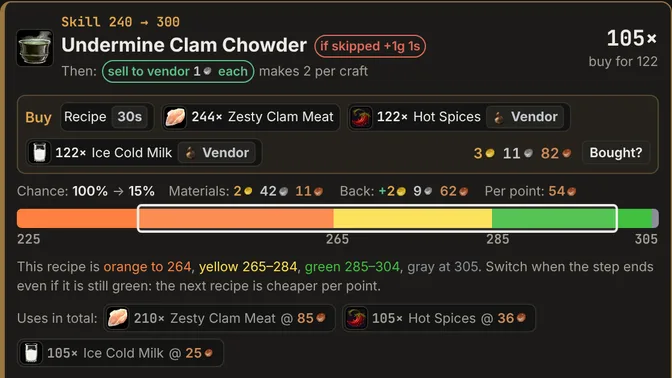 Skill 240 → 300
Undermine Clam Chowder if skipped +1g 1s
105×
buy for 122
Then: sell to vendor 1 each makes 2 per craft
Buy Recipe 30s 244× Zesty Clam Meat 122× Hot Spices Vendor
122× Ice Cold Milk Vendor 3 11 82 Bought?
Chance: 100% → 15% Materials: 2 42 11 Back: +2 9 62 Per point: 54
225 265 285 305
This recipe is orange to 264, yellow 265–284, green 285–304, gray at 305. Switch when the step ends
even if it is still green: the next recipe is cheaper per point.
Uses in total: 210× Zesty Clam Meat @ 85 105× Hot Spices @ 36
105× Ice Cold Milk @ 25